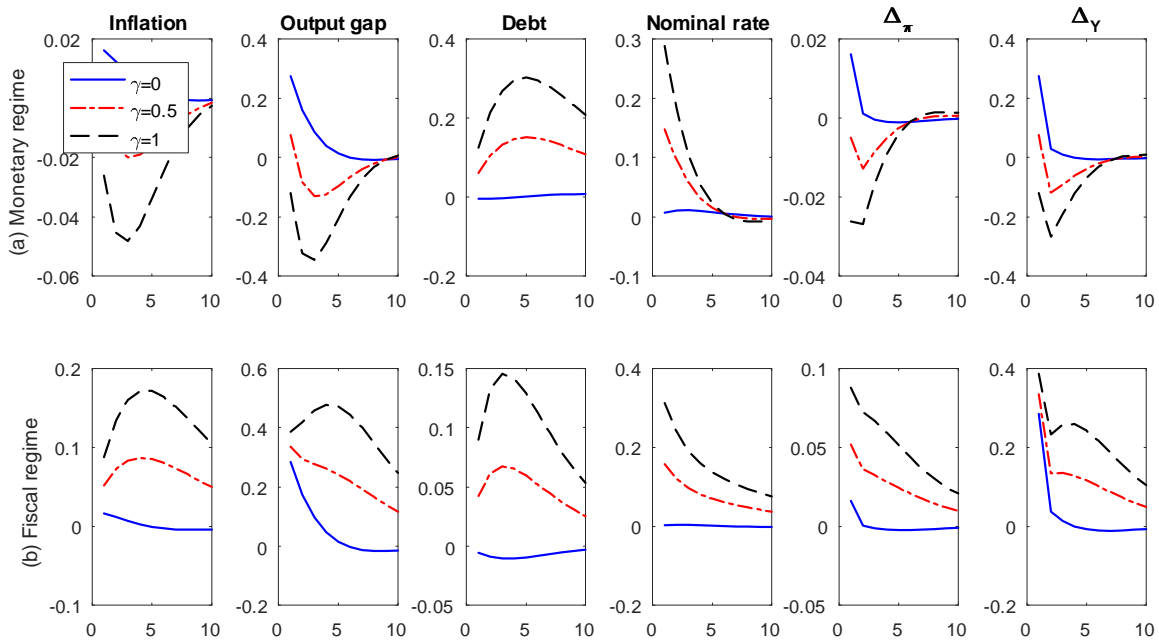 Inflation Output gap Debt Nominal rate Δπ ΔY
(a) Monetary regime
0.02 0.4 0.2 0.3 0.02 0.4
γ=0
γ=0.5
γ=1
0.2 0.2 0.2
0 0.1 0 0
-0.02 0
-0.2 0 -0.02 -0.2
-0.04
-0.06 -0.4 -0.2 -0.1 -0.04 -0.4
0 5 10 0 5 10 0 5 10 0 5 10 0 5 10 0 5 10
(b) Fiscal regime
0.2 0.6 0.15 0.4 0.1 0.4
0.4 0.1
0.1 0.2 0.05 0.2
0.2 0.05
0 0 0 0
0 0
-0.1 -0.2 -0.05 -0.2 -0.05 -0.2
0 5 10 0 5 10 0 5 10 0 5 10 0 5 10 0 5 10